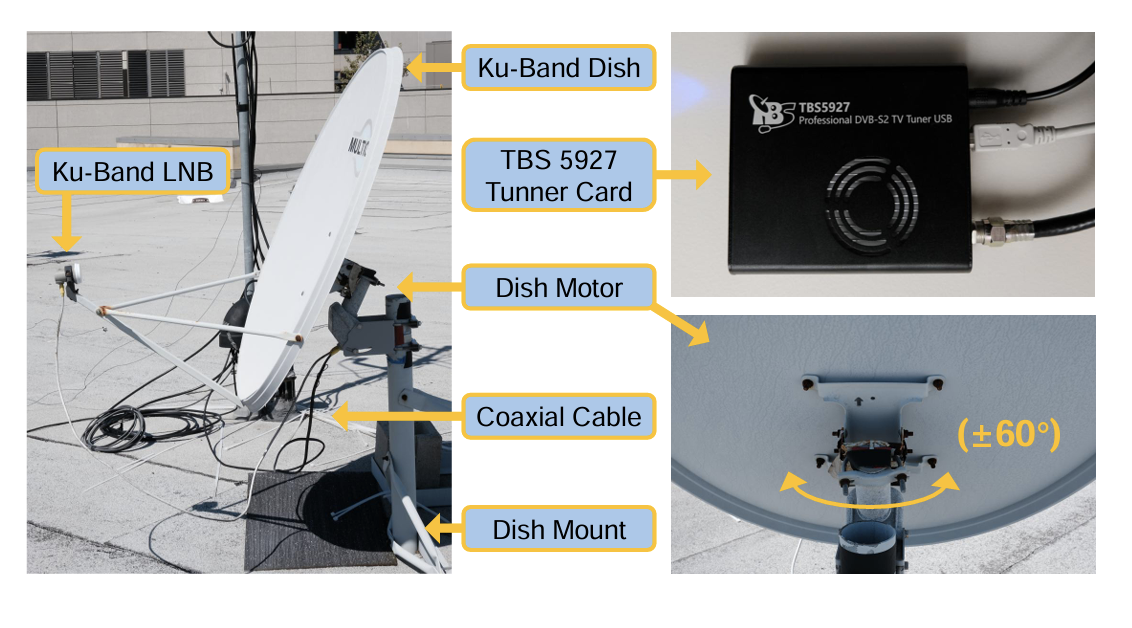 Ku-Band Dish
TBS 5927
Tunner Card
Ku-Band LNB
Dish Motor
Coaxial Cable
Dish Mount
MULTIC
TBS5927
Professional DVB-S2 TV Tuner USB
TBS
(±60°)